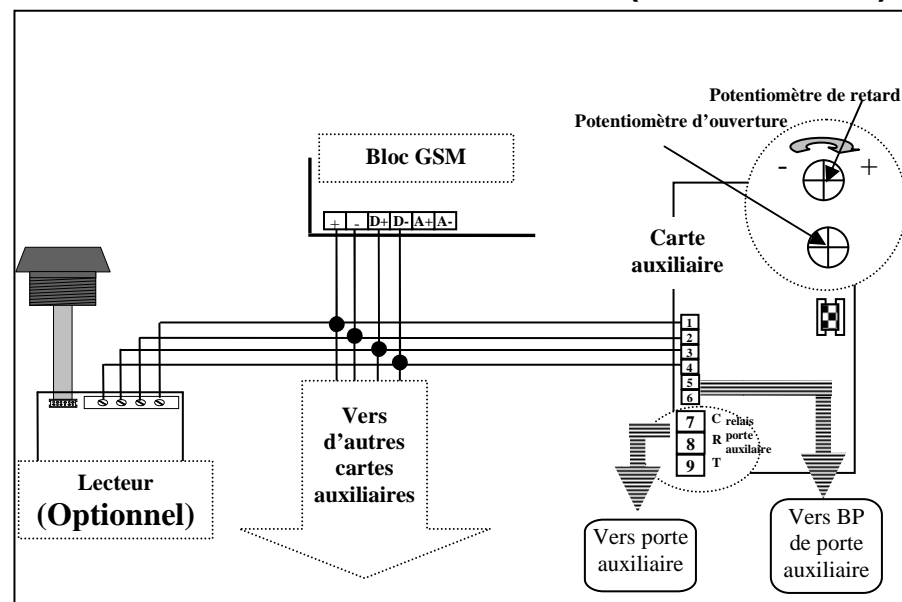 Potentiomètre de retard
Potentiomètre d'ouverture
- +
Bloc GSM
+ - D+ D- A+ A-
Carte
auxiliaire
1
2
3
4
5
6
7 C relais
8 R porte
auxilaire
9 T
Vers
d'autres
cartes
auxiliaires
Lecteur
(Optionnel)
Vers porte
auxiliaire
Vers BP
de porte
auxiliaire